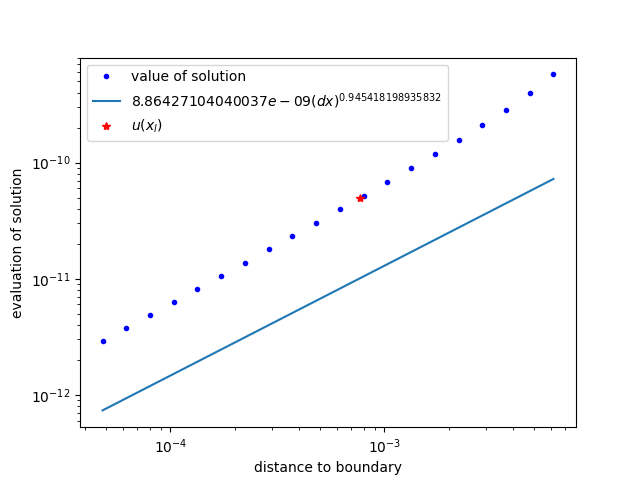 value of solution
8.86427104040037e − 09(dx)^0.945418198935832
u(x_l)
10^−10
10^−11
10^−12
evaluation of solution
10^−4
10^−3
distance to boundary